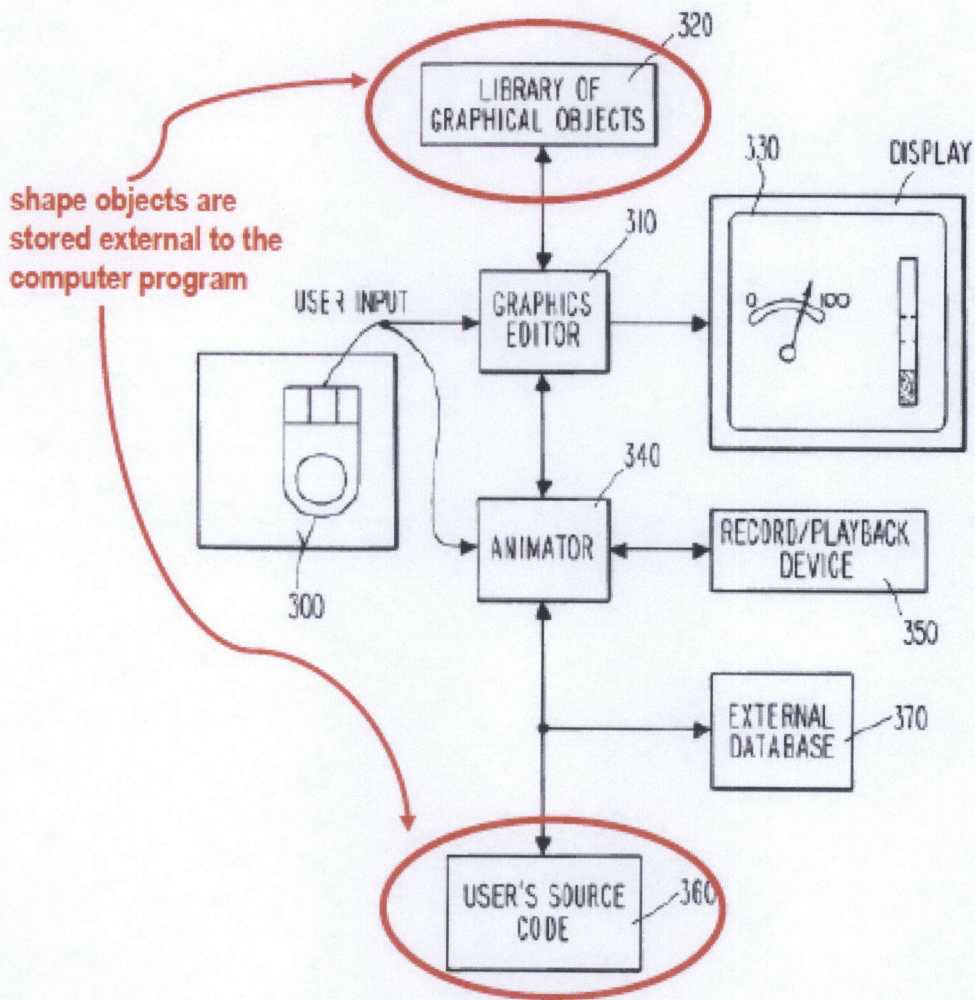 320
LIBRARY OF
GRAPHICAL OBJECTS
330
DISPLAY
shape objects are
stored external to the
computer program
310
USER INPUT
GRAPHICS
EDITOR
0
100
340
ANIMATOR
RECORD/PLAYBACK
DEVICE
300
350
EXTERNAL
DATABASE
370
USER'S SOURCE
CODE
360